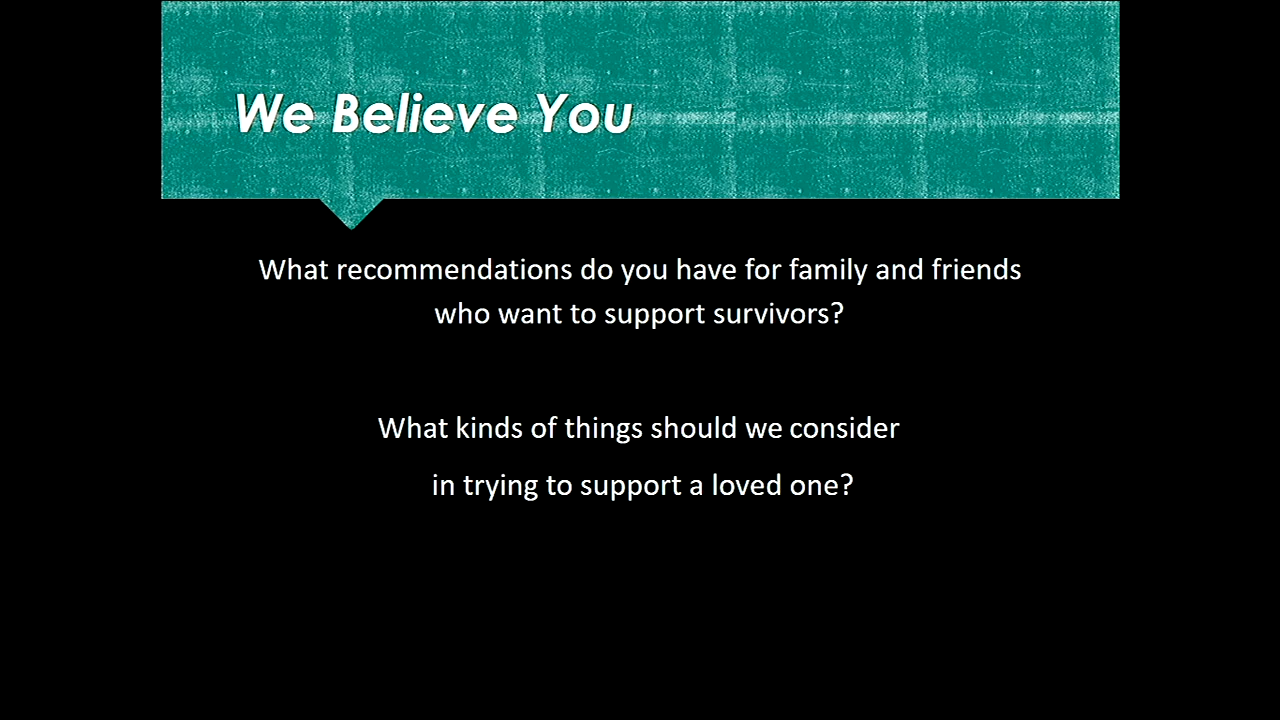 We Believe You
What recommendations do you have for family and friends
who want to support survivors?
What kinds of things should we consider
in trying to support a loved one?